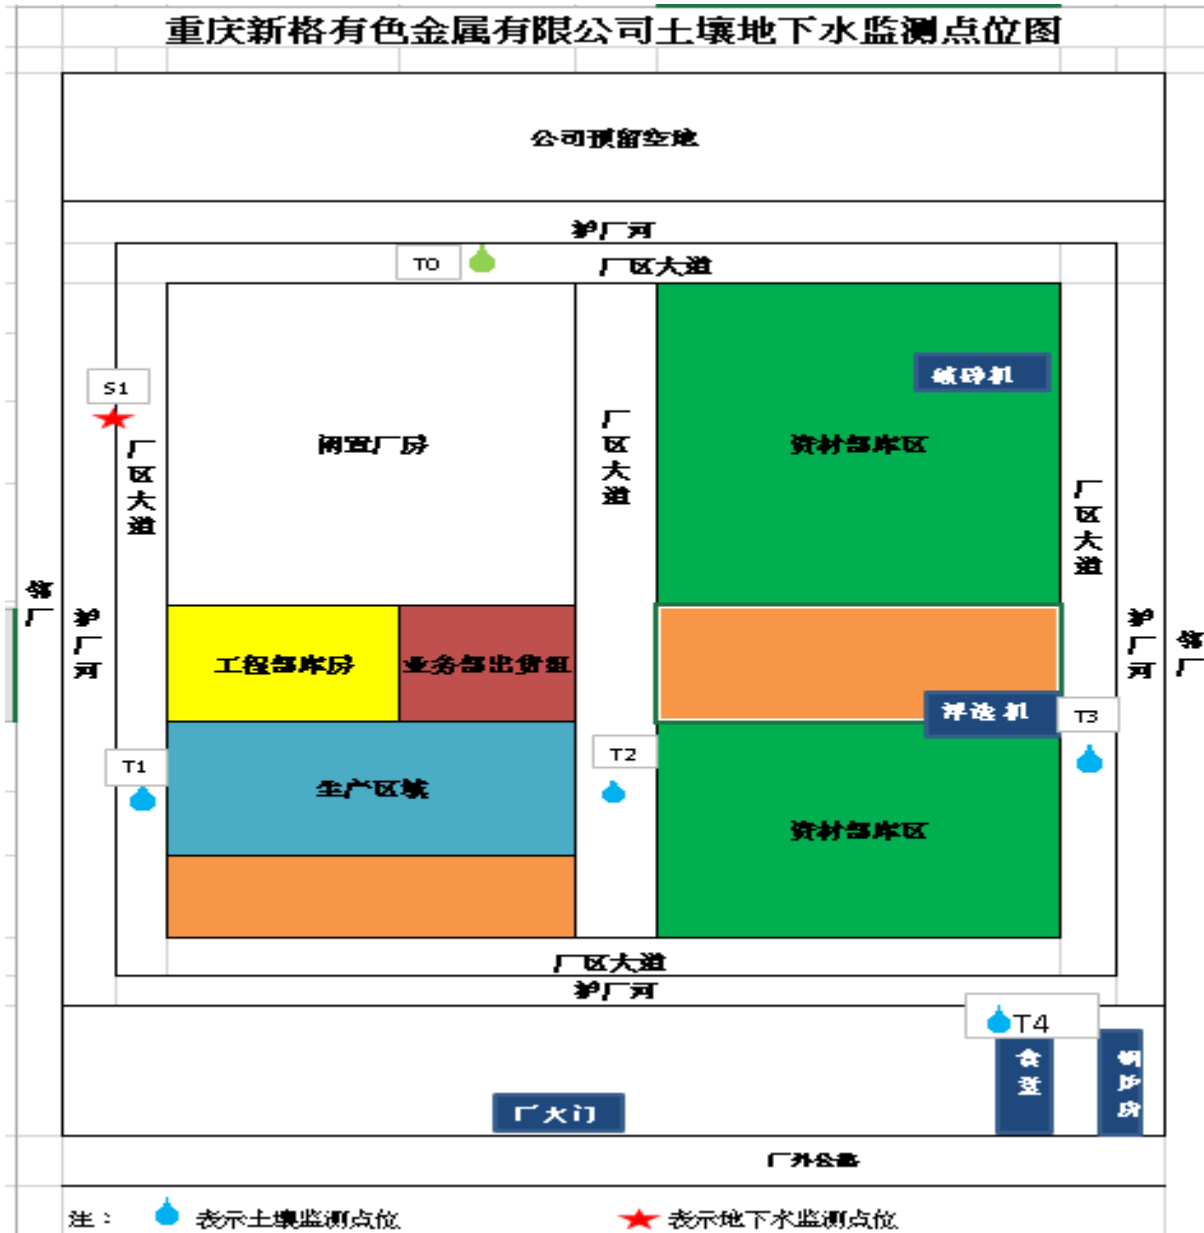 重庆新格有色金属有限公司土壤地下水监测点位图
公司预留空地
护厂河
T0
厂区大道
S1
破碎机
闲置厂房
厂区大道
资材部库区
厂区大道
厂区大道
邻厂
护厂河
工程部库房
业务部出货组
护厂河
邻厂
浮选机
T3
T1
T2
生产区域
资材部库区
厂区大道
护厂河
T4
食堂
锅炉房
厂大门
厂外公路
注：
表示土壤监测点位
表示地下水监测点位